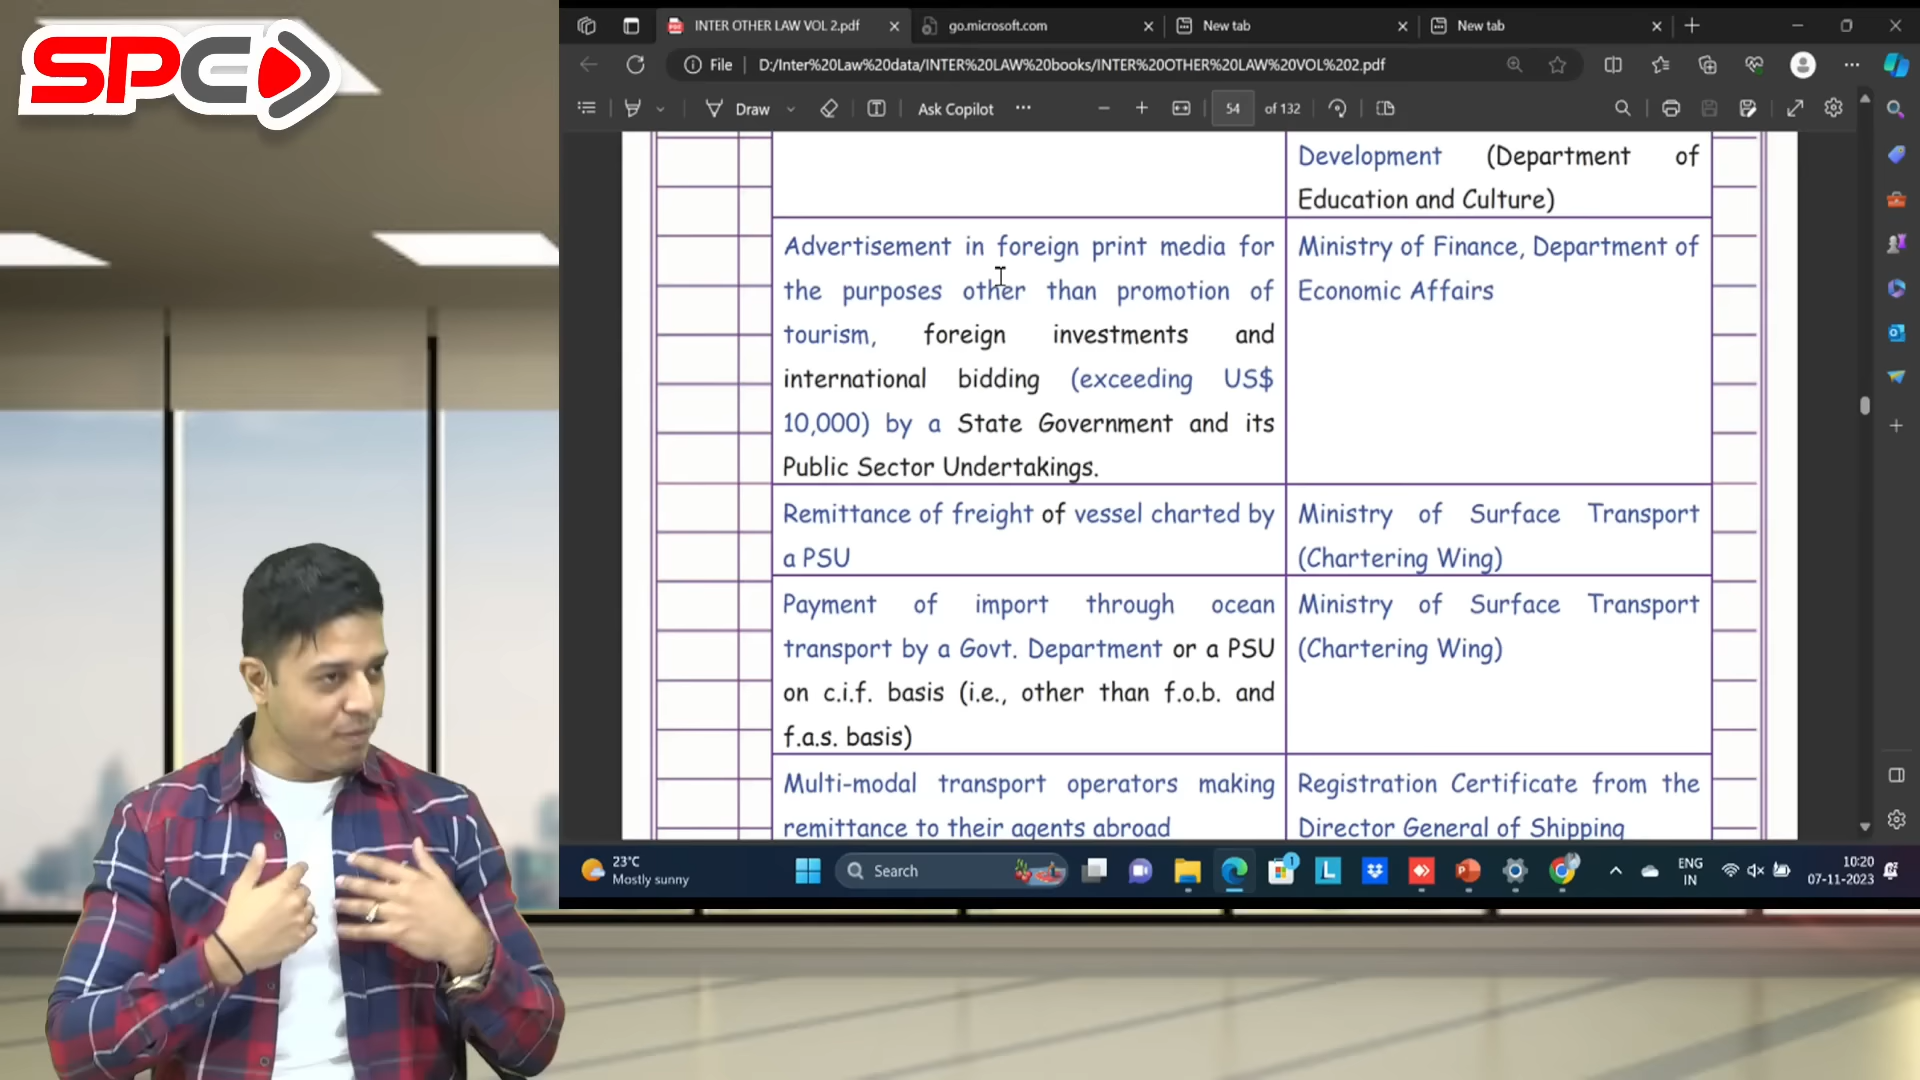 SPC
INTER OTHER LAW VOL 2.pdf
go.microsoft.com
New tab
New tab
File
D:/Inter%20Law%20data/INTER%20LAW%20books/INTER%20OTHER%20LAW%20VOL%202.pdf
Draw
Ask Copilot
54
of 132
Development (Department of
Education and Culture)
Advertisement in foreign print media for
the purposes other than promotion of
tourism, foreign investments and
international bidding (exceeding US$
10,000) by a State Government and its
Public Sector Undertakings.
Ministry of Finance, Department of
Economic Affairs
Remittance of freight of vessel charted by
a PSU
Ministry of Surface Transport
(Chartering Wing)
Payment of import through ocean
transport by a Govt. Department or a PSU
on c.i.f. basis (i.e., other than f.o.b. and
f.a.s. basis)
Ministry of Surface Transport
(Chartering Wing)
Multi-modal transport operators making
remittance to their agents abroad
Registration Certificate from the
Director General of Shipping
23°C
Mostly sunny
Search
1
L
ENG
IN
10:20
07-11-2023